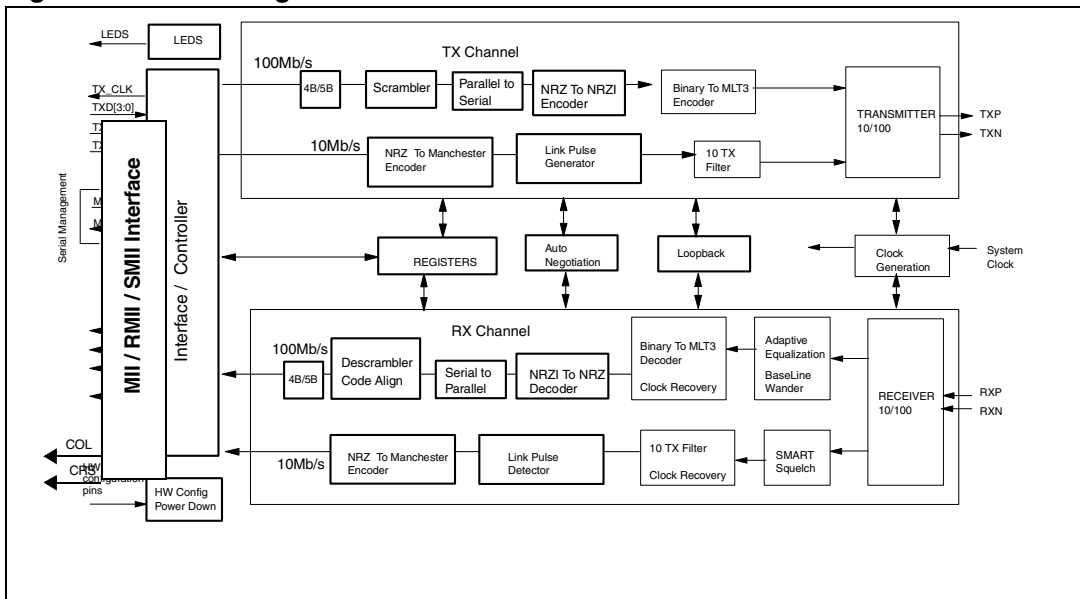 LEDS
LEDS
TX Channel
100Mb/s
4B/5B
Scrambler
Parallel to
Serial
NRZ To NRZI
Encoder
Binary To MLT3
Encoder
TRANSMITTER
10/100
TXP
TXN
TX_CLK
TXD[3:0]
10Mb/s
NRZ To Manchester
Encoder
Link Pulse
Generator
10 TX
Filter
Serial Management
MII / RMII / SMII Interface
Interface / Controller
REGISTERS
Auto
Negotiation
Loopback
Clock
Generation
System
Clock
RX Channel
100Mb/s
4B/5B
Descrambler
Code Align
Serial to
Parallel
NRZI To NRZ
Decoder
Binary To MLT3
Decoder
Clock Recovery
Adaptive
Equalization
BaseLine
Wander
RECEIVER
10/100
RXP
RXN
COL
CRS
10Mb/s
NRZ To Manchester
Encoder
Link Pulse
Detector
10 TX Filter
Clock Recovery
SMART
Squelch
HW
pins
HW Config
Power Down